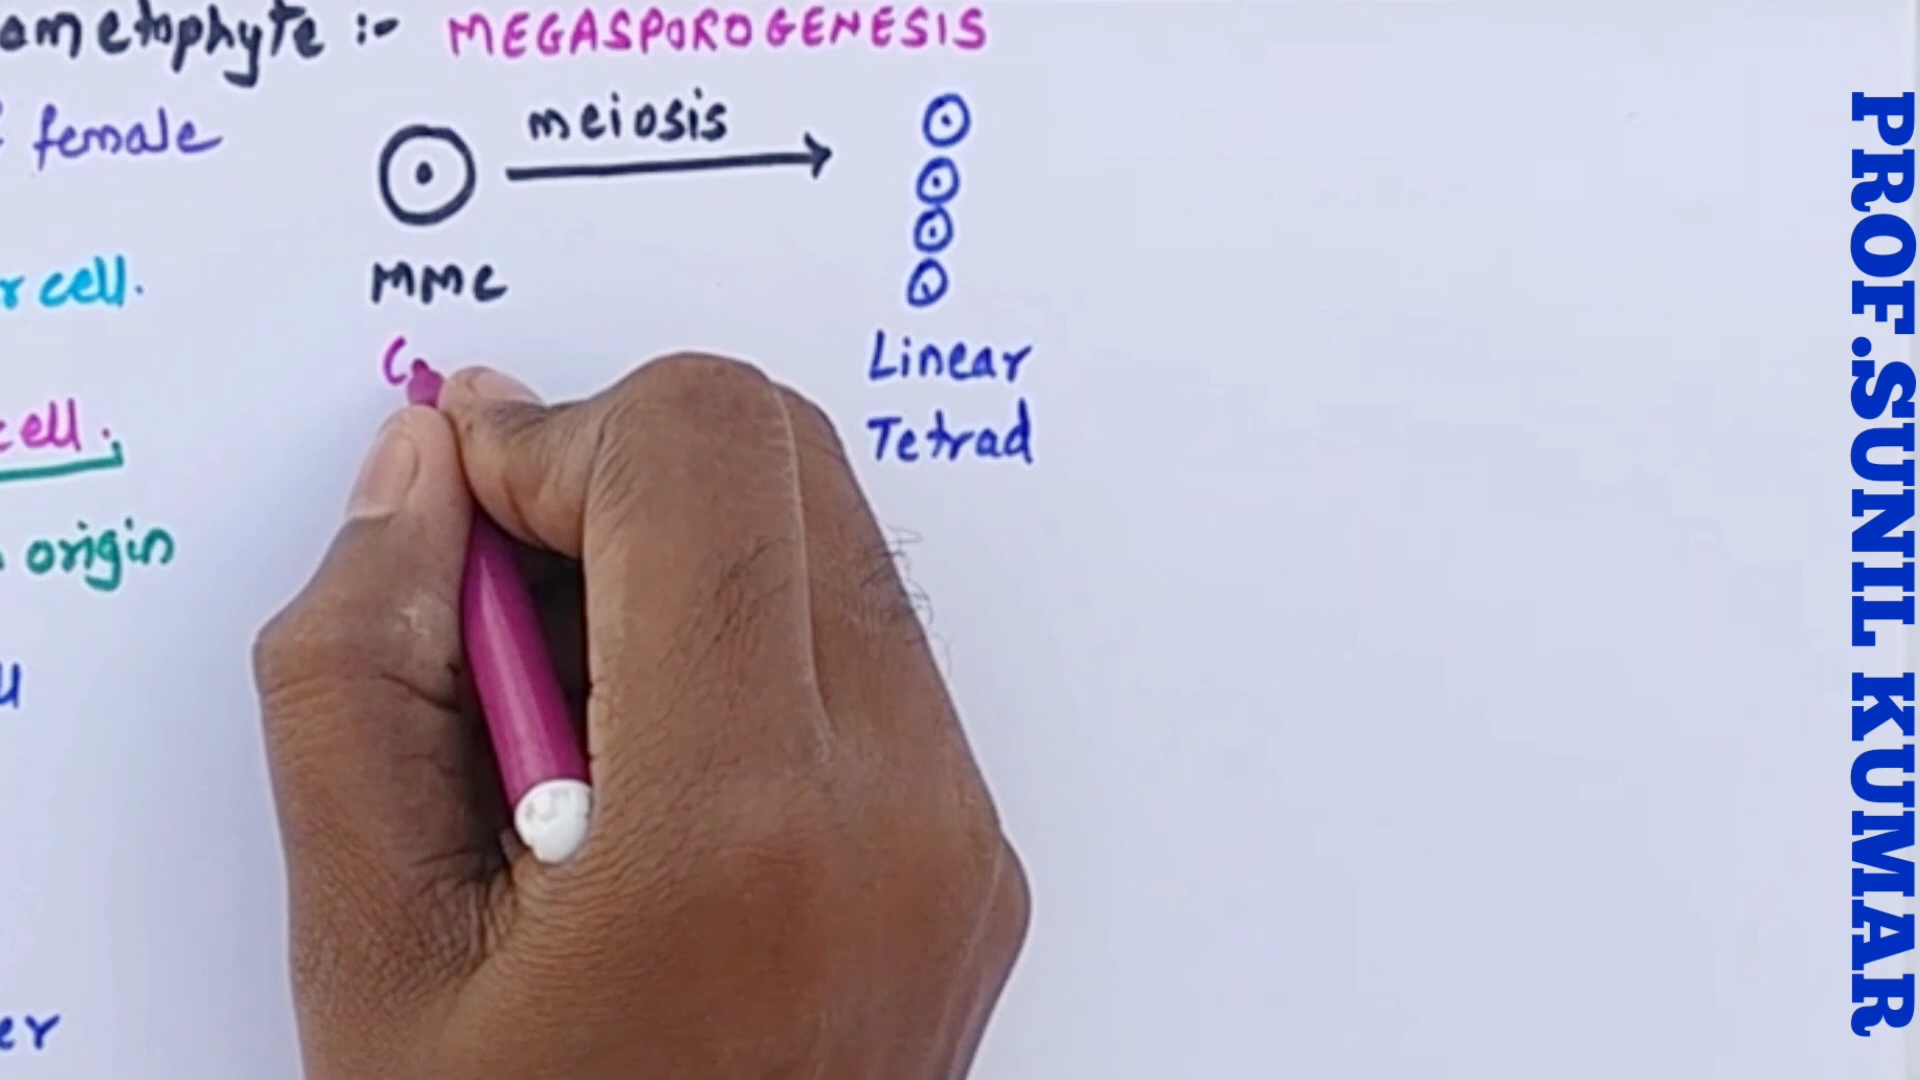 ametophyte :- MEGASPOROGENESIS
female
meiosis
MMC
r cell.
Linear
Tetrad
cell.
origin
er
PROF.SUNIL KUMAR